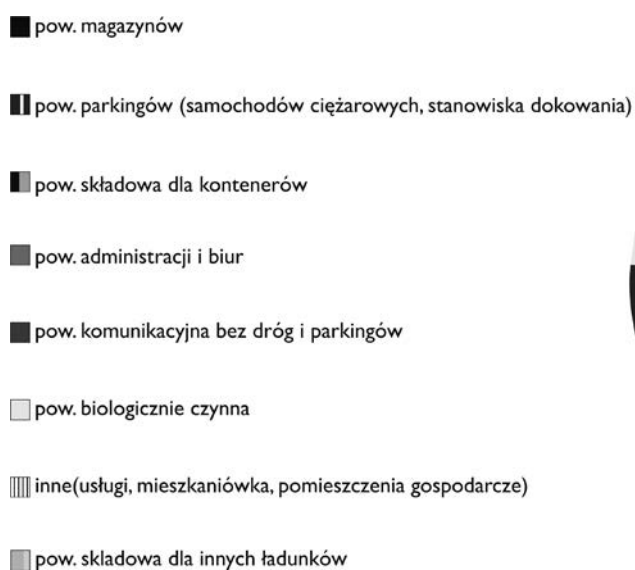 pow. magazynów
pow. parkingów (samochodów ciężarowych, stanowiska dokowania)
pow. składowa dla kontenerów
pow. administracji i biur
pow. komunikacyjna bez dróg i parkingów
pow. biologicznie czynna
inne(usługi, mieszkaniówka, pomieszczenia gospodarcze)
pow. skladowa dla innych ładunków